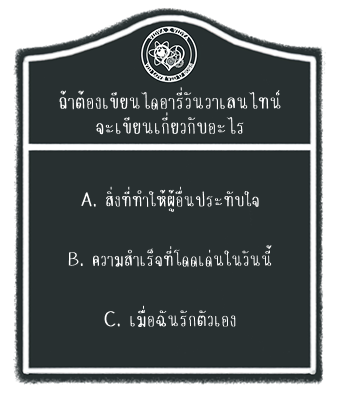 ถ้าต้องเขียนไดอารี่วันวาเลนไทน์
จะเขียนเกี่ยวกับอะไร
A. สิ่งที่ทำให้ผู้อื่นประทับใจ
B. ความสำเร็จที่โดดเด่นในวันนี้
C. เมื่อฉันรักตัวเอง